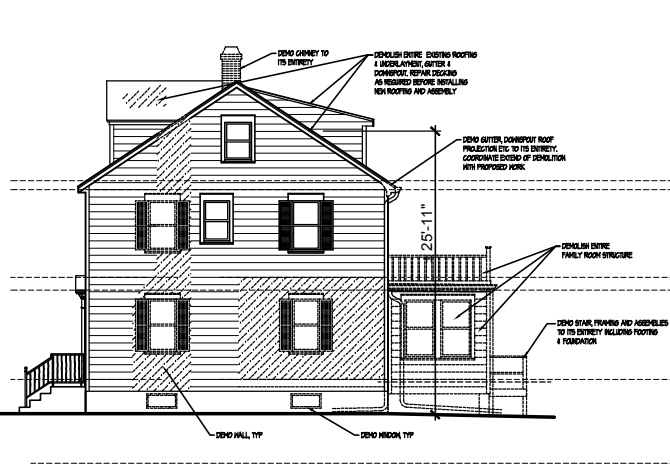 DEMO CHIMNEY TO
ITS ENTIRETY
DEMOLISH ENTIRE EXISTING ROOFING
& UNDERLAYMENT, GUTTER &
DOWNSPOUT, REPAIR DECKING
AS REQUIRED BEFORE INSTALLING
NEW ROOFING AND ASSEMBLY
DEMO GUTTER, DOWNSPOUT ROOF
PROJECTION ETC TO ITS ENTIRETY.
COORDINATE EXTEND OF DEMOLITION
WITH PROPOSED WORK
25'-11"
DEMOLISH ENTIRE
FAMILY ROOM STRUCTURE
DEMO STAIR, FRAMING AND ASSEMBLIES
TO ITS ENTIRETY INCLUDING FOOTING
& FOUNDATION
DEMO WALL, TYP
DEMO WINDOW, TYP